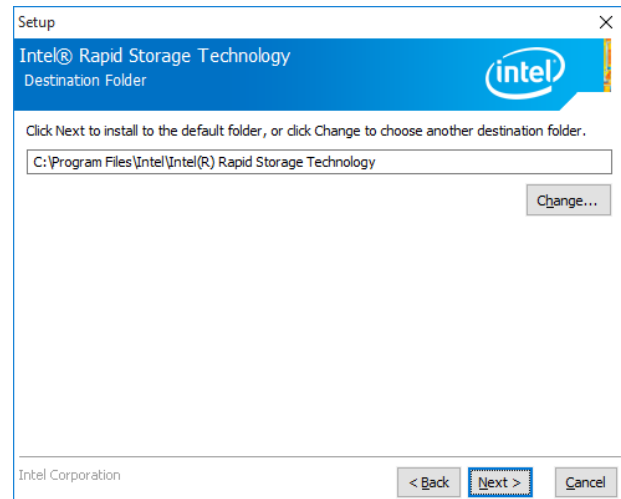 Setup
Intel® Rapid Storage Technology
Destination Folder
intel
Click Next to install to the default folder, or click Change to choose another destination folder.
C:\Program Files\Intel\Intel(R) Rapid Storage Technology
Change...
Intel Corporation
< Back Next > Cancel